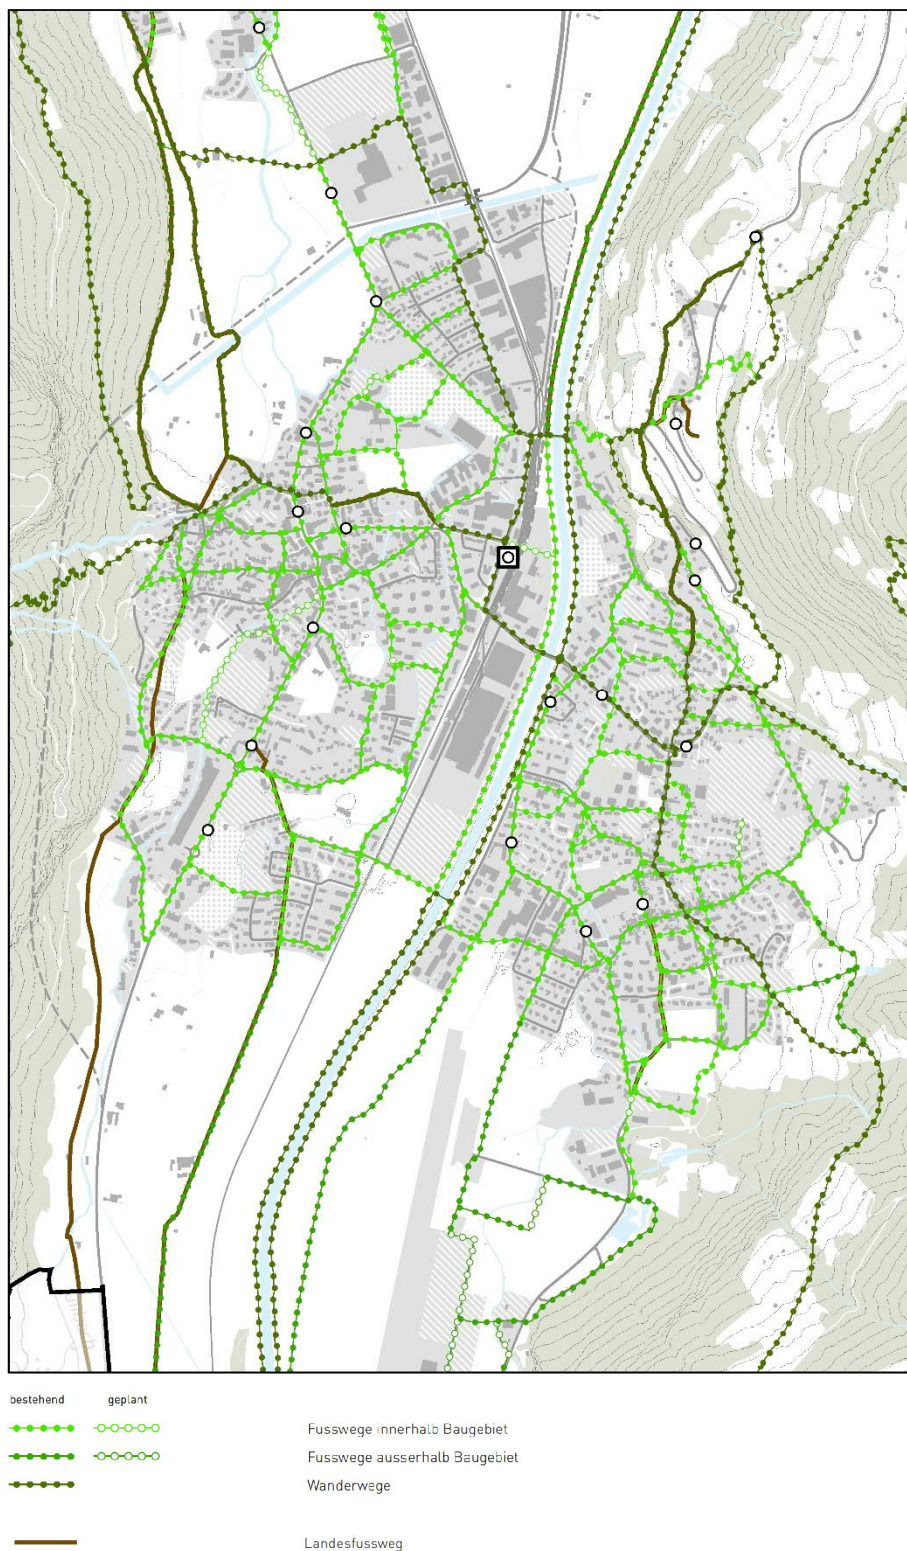 bestehend geplant
Fusswege innerhalb Baugebiet
Fusswege ausserhalb Baugebiet
Wanderwege
Landesfussweg